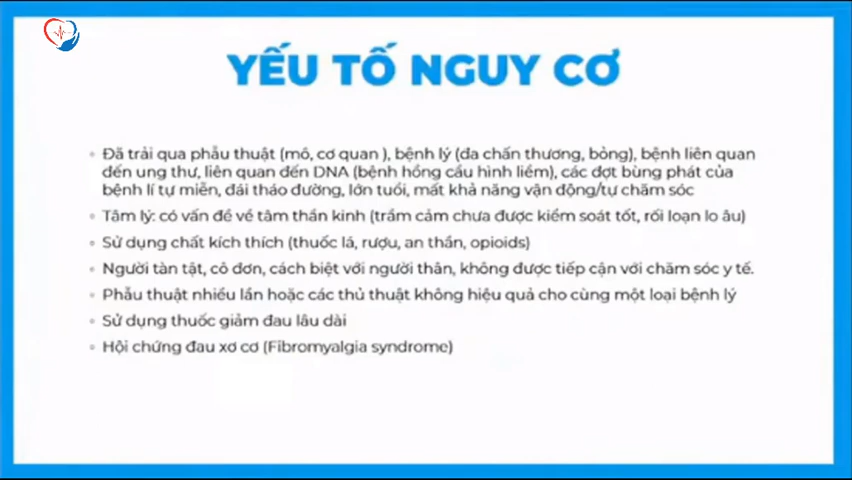 YẾU TỐ NGUY CƠ
Đã trải qua phẫu thuật (mô, cơ quan ), bệnh lý (đa chấn thương, bỏng), bệnh liên quan
đến ung thư, liên quan đến DNA (bệnh hồng cầu hình liềm), các đợt bùng phát của
bệnh lí tự miễn, đái tháo đường, lớn tuổi, mất khả năng vận động/tự chăm sóc
Tâm lý: có vấn đề về tâm thần kinh (trầm cảm chưa được kiểm soát tốt, rối loạn lo âu)
Sử dụng chất kích thích (thuốc lá, rượu, an thần, opioids)
Người tàn tật, cô đơn, cách biệt với người thân, không được tiếp cận với chăm sóc y tế.
Phẫu thuật nhiều lần hoặc các thủ thuật không hiệu quả cho cùng một loại bệnh lý
Sử dụng thuốc giảm đau lâu dài
Hội chứng đau xơ cơ (Fibromyalgia syndrome)